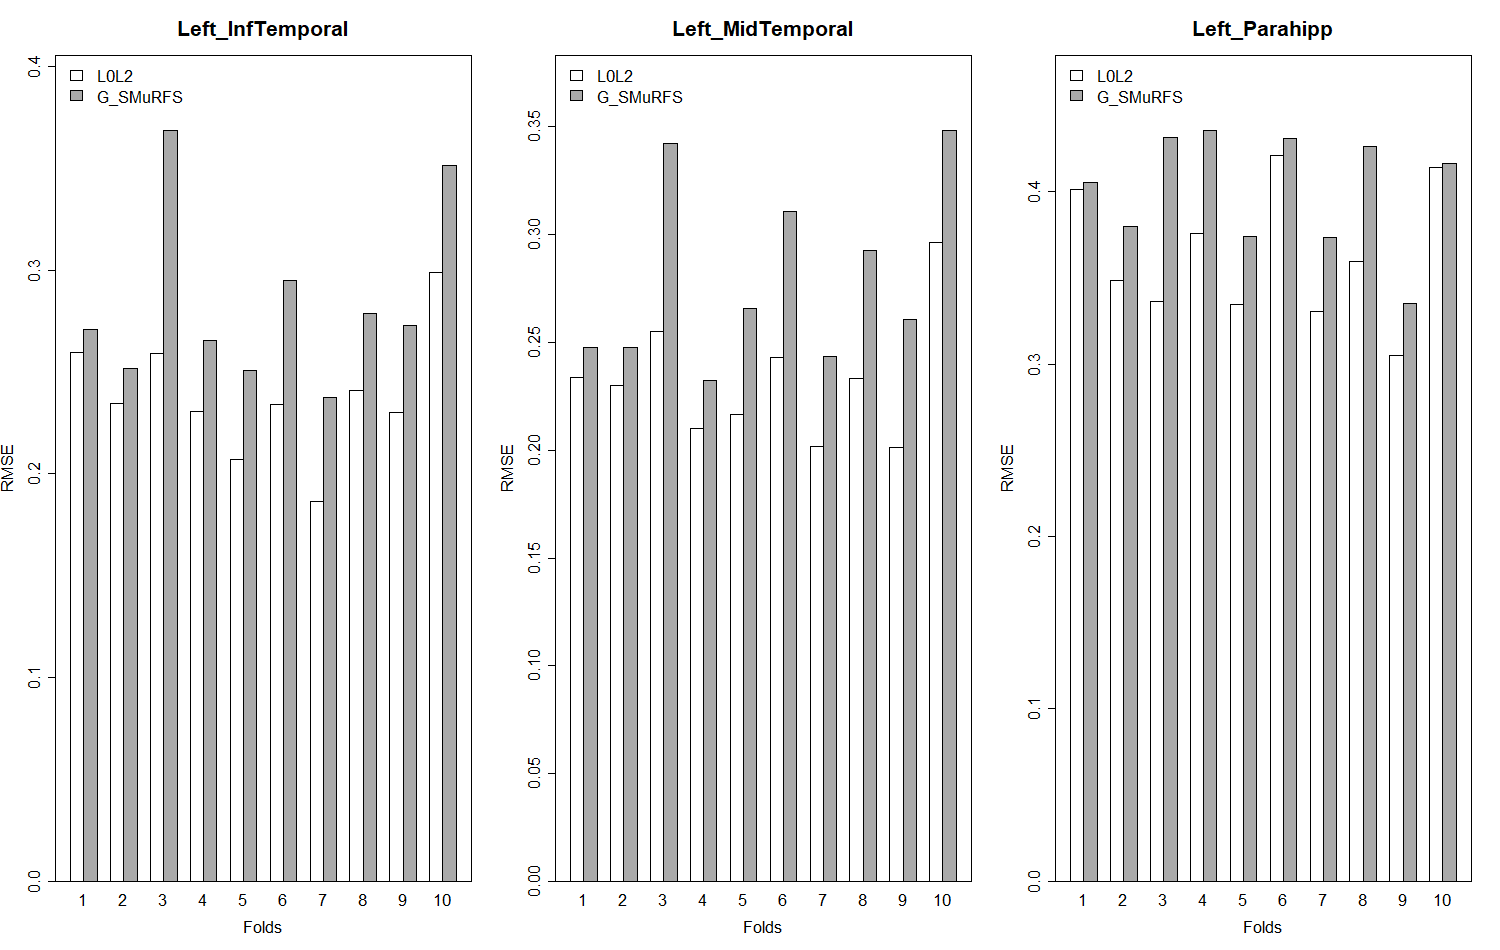 Left_InfTemporal
L0L2
G_SMuRFS
RMSE
0.4
0.3
0.2
0.1
0.0
1 2 3 4 5 6 7 8 9 10
Folds
Left_MidTemporal
L0L2
G_SMuRFS
RMSE
0.35
0.30
0.25
0.20
0.15
0.10
0.05
0.00
1 2 3 4 5 6 7 8 9 10
Folds
Left_Parahipp
L0L2
G_SMuRFS
RMSE
0.4
0.3
0.2
0.1
0.0
1 2 3 4 5 6 7 8 9 10
Folds